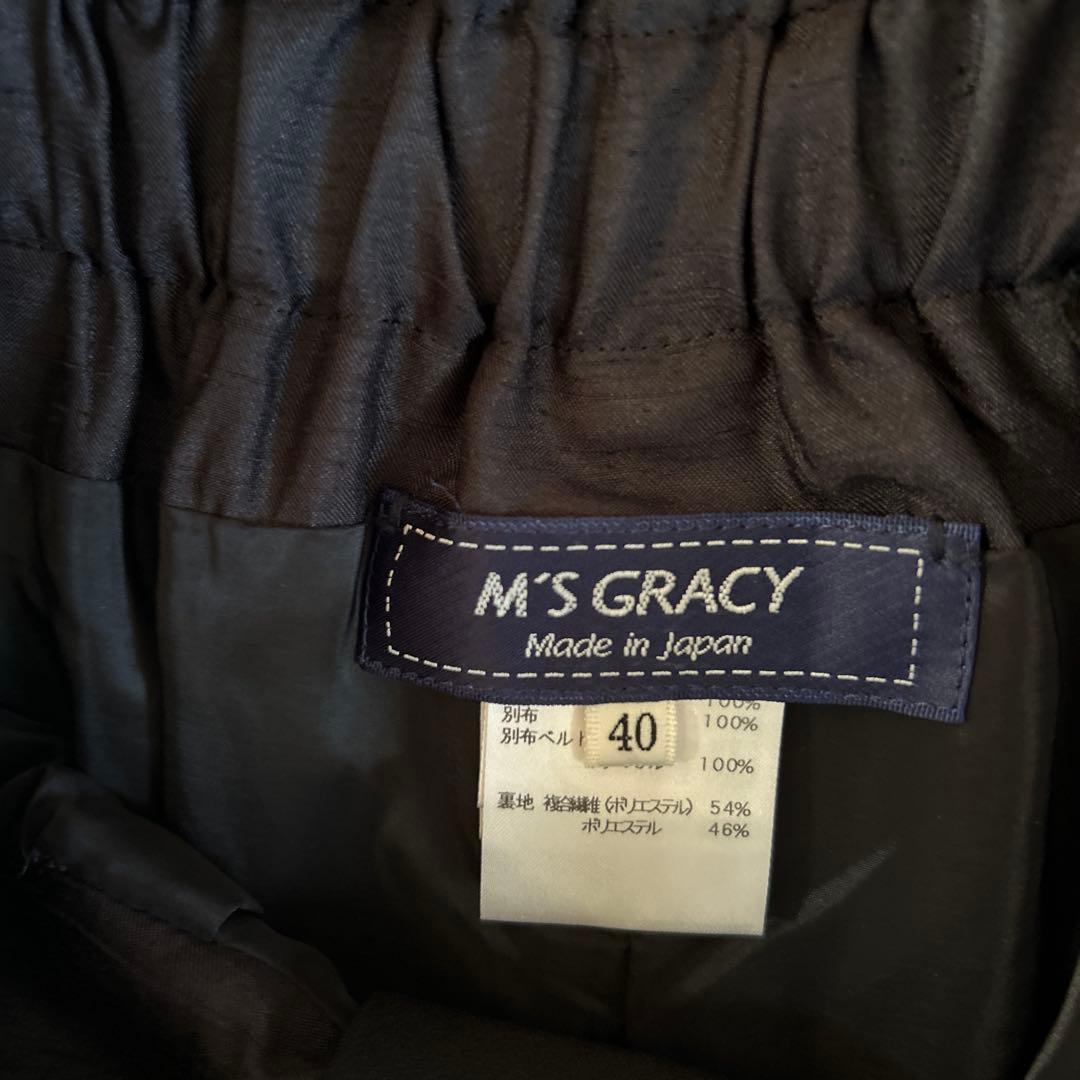 M'S GRACY
Made in Japan
40
100%
別布 100%
別布ベルト
100%
裏地 複合繊維(ポリエステル) 54%
ポリエステル 46%